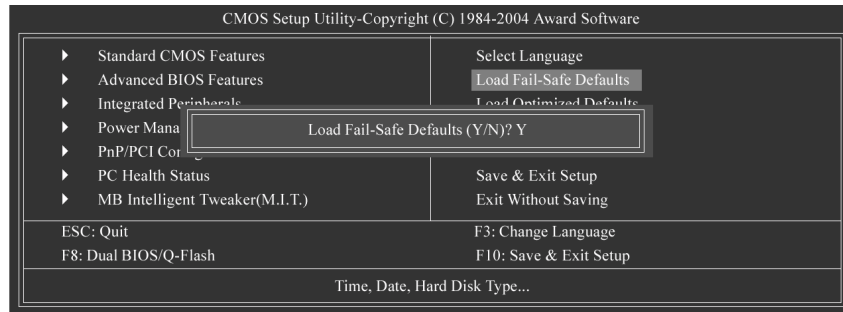 CMOS Setup Utility-Copyright (C) 1984-2004 Award Software
Standard CMOS Features
Advanced BIOS Features
Integrated Peripherals
Power Mana
PnP/PCI
PC Health Status
MB Intelligent Tweaker(M.I.T.)
Select Language
Load Fail-Safe Defaults
Load Optimized Defaults
Save & Exit Setup
Exit Without Saving
Load Fail-Safe Defaults (Y/N)? Y
ESC: Quit
F3: Change Language
F8: Dual BIOS/Q-Flash
F10: Save & Exit Setup
Time, Date, Hard Disk Type...